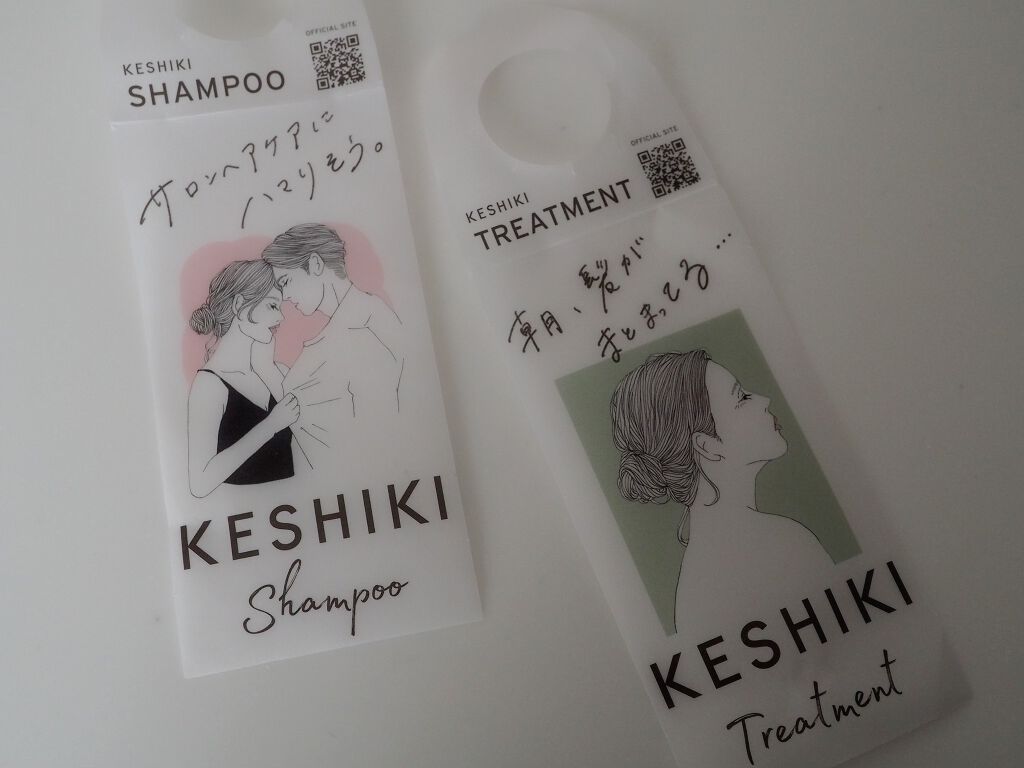 OFFICIAL SITE
KESHIKI
SHAMPOO
サロンヘアケアに
ハマりそう。
KESHIKI
Shampoo
OFFICIAL SITE
KESHIKI
TREATMENT
朝、髪が
まとまってる…
KESHIKI
Treatment